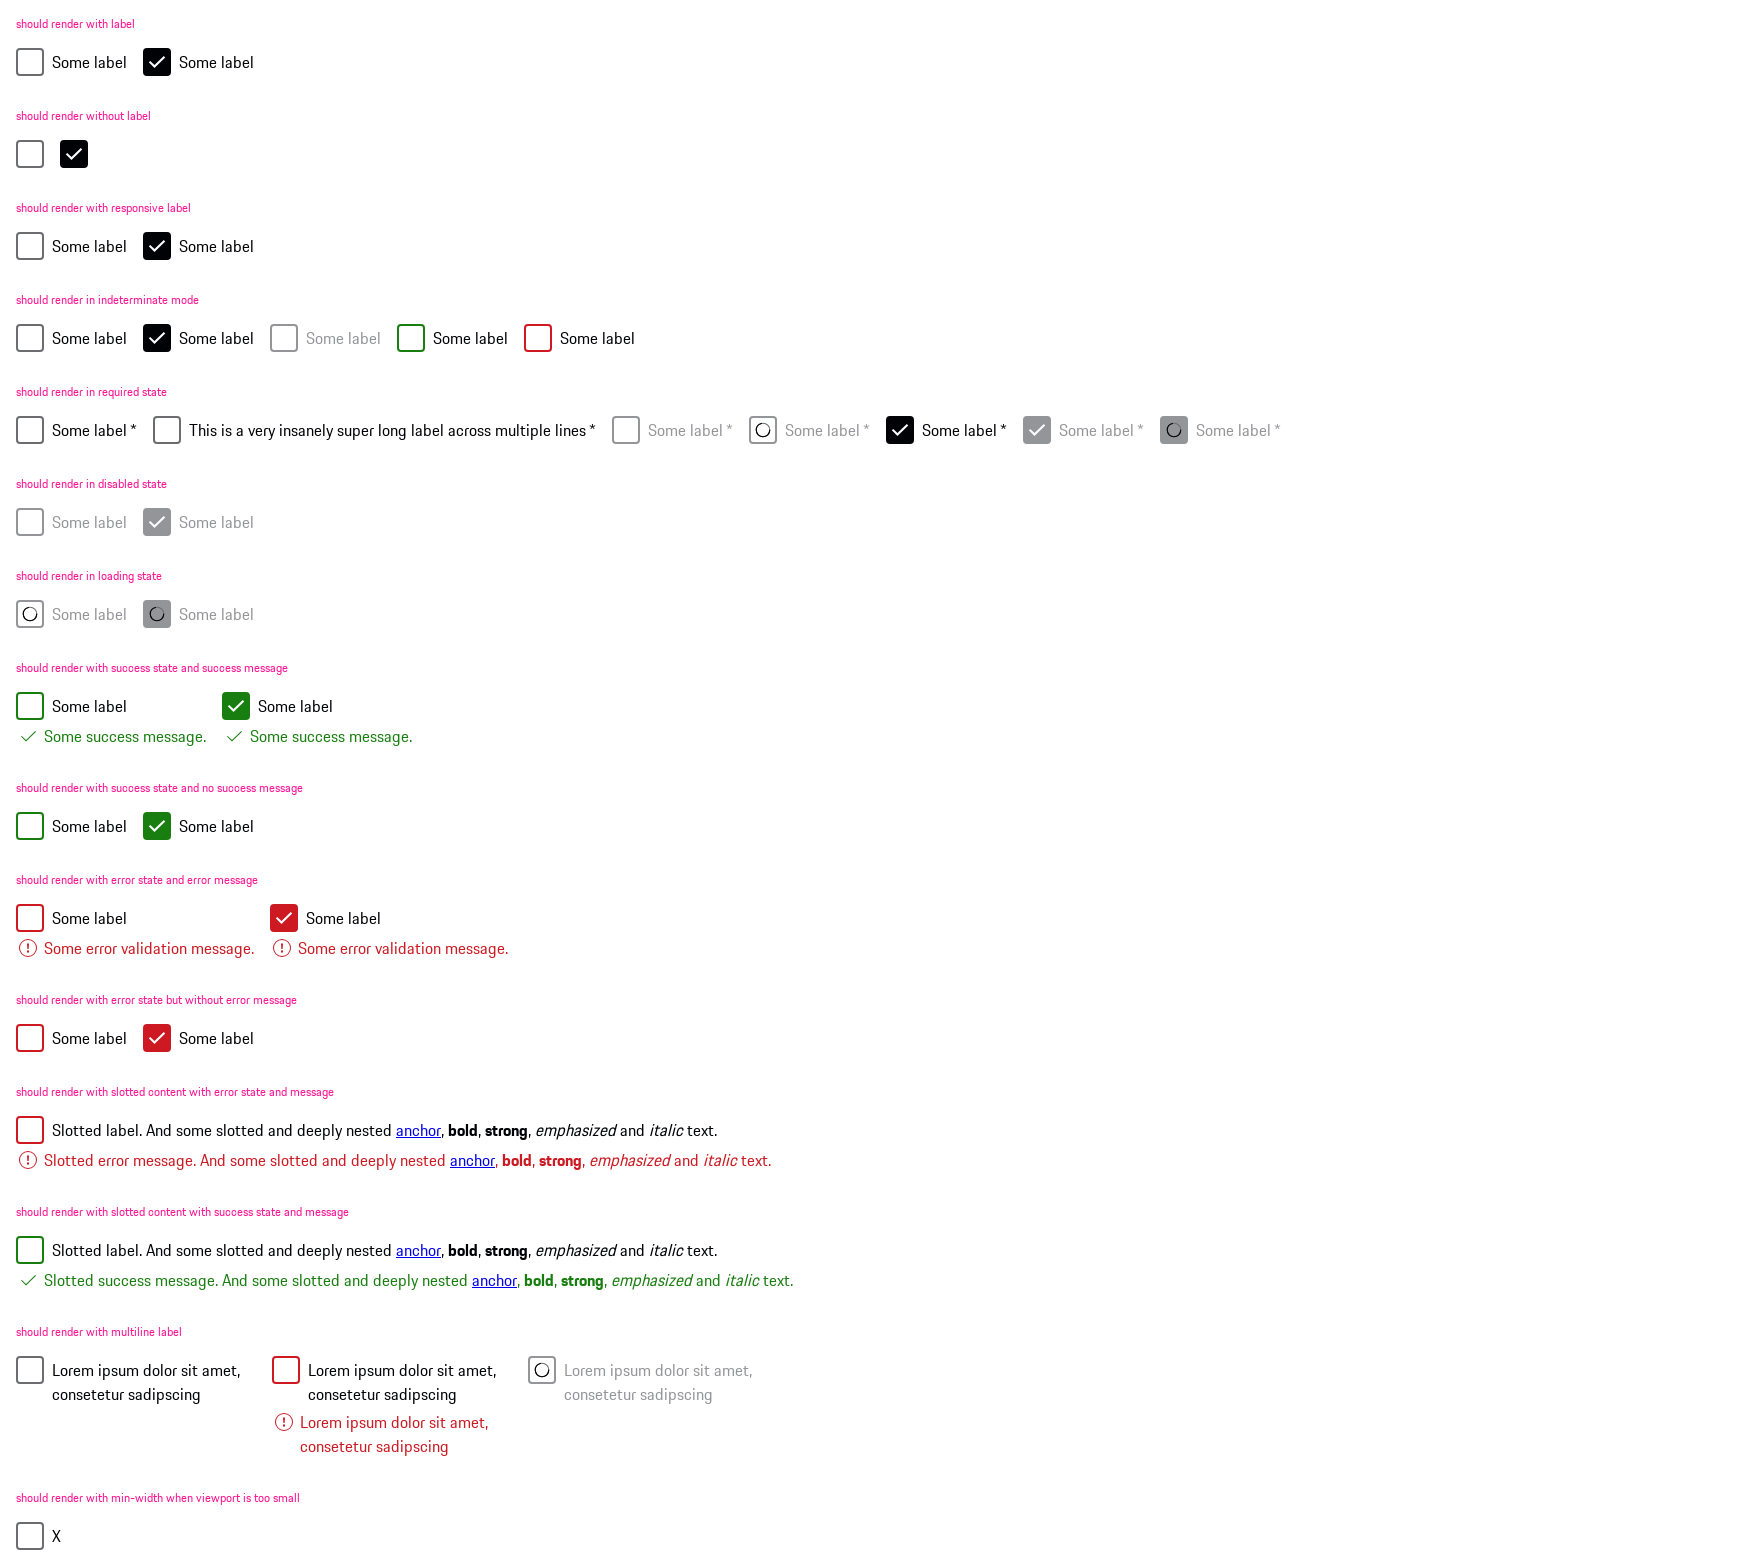 should render with label
Some label Some label
should render without label
should render with responsive label
Some label Some label
should render in indeterminate mode
Some label Some label Some label Some label Some label
should render in required state
Some label * This is a very insanely super long label across multiple lines * Some label * Some label * Some label * Some label * Some label *
should render in disabled state
Some label Some label
should render in loading state
Some label Some label
should render with success state and success message
Some label Some label
Some success message. Some success message.
should render with success state and no success message
Some label Some label
should render with error state and error message
Some label Some label
Some error validation message. Some error validation message.
should render with error state but without error message
Some label Some label
should render with slotted content with error state and message
Slotted label. And some slotted and deeply nested anchor, bold, strong, emphasized and italic text.
Slotted error message. And some slotted and deeply nested anchor, bold, strong, emphasized and italic text.
should render with slotted content with success state and message
Slotted label. And some slotted and deeply nested anchor, bold, strong, emphasized and italic text.
Slotted success message. And some slotted and deeply nested anchor, bold, strong, emphasized and italic text.
should render with multiline label
Lorem ipsum dolor sit amet,
consetetur sadipscing
Lorem ipsum dolor sit amet,
consetetur sadipscing
Lorem ipsum dolor sit amet,
consetetur sadipscing
Lorem ipsum dolor sit amet,
consetetur sadipscing
should render with min-width when viewport is too small
X